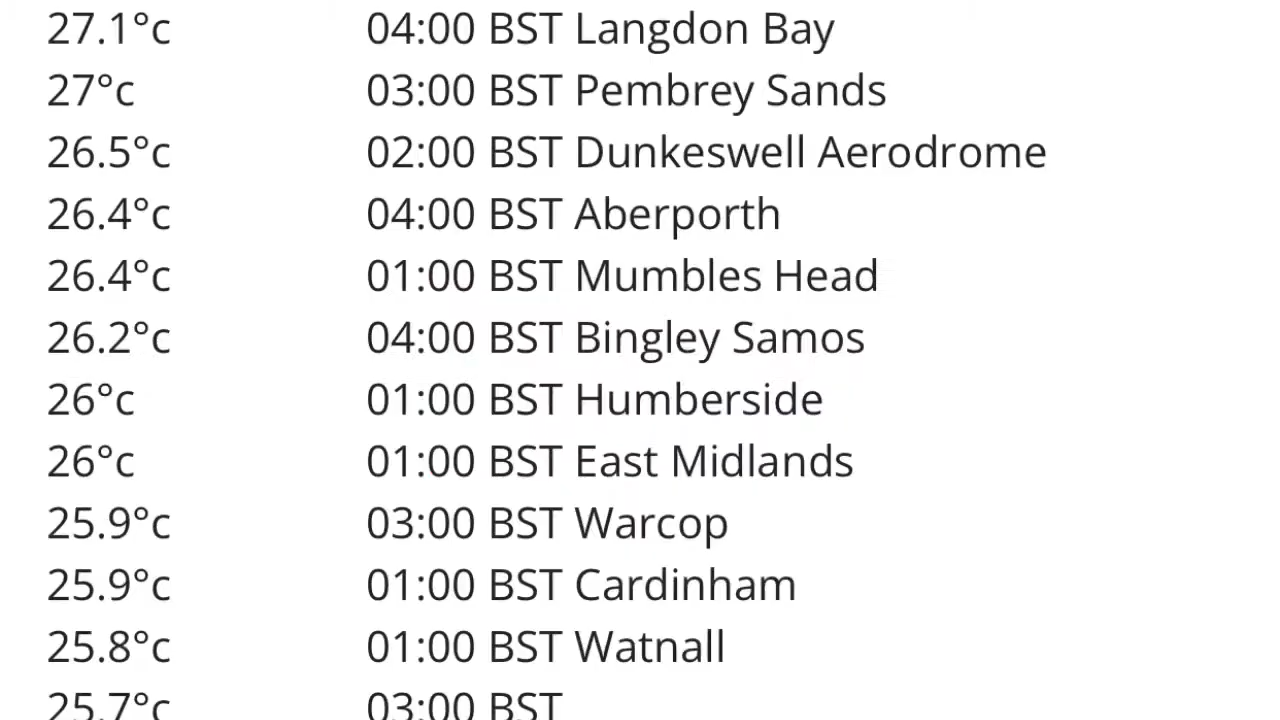 27.1°c 04:00 BST Langdon Bay
27°c 03:00 BST Pembrey Sands
26.5°c 02:00 BST Dunkeswell Aerodrome
26.4°c 04:00 BST Aberporth
26.4°c 01:00 BST Mumbles Head
26.2°c 04:00 BST Bingley Samos
26°c 01:00 BST Humberside
26°c 01:00 BST East Midlands
25.9°c 03:00 BST Warcop
25.9°c 01:00 BST Cardinham
25.8°c 01:00 BST Watnall
25.7°c 03:00 BST